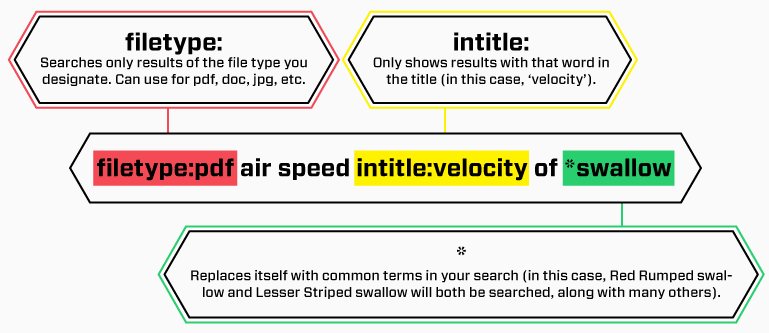 filetype:
Searches only results of the file type you
designate. Can use for pdf, doc, jpg, etc.
intitle:
Only shows results with that word in
the title (in this case, ‘velocity’).
filetype:pdf air speed intitle:velocity of *swallow
*
Replaces itself with common terms in your search (in this case, Red Rumped swal-
low and Lesser Striped swallow will both be searched, along with many others).